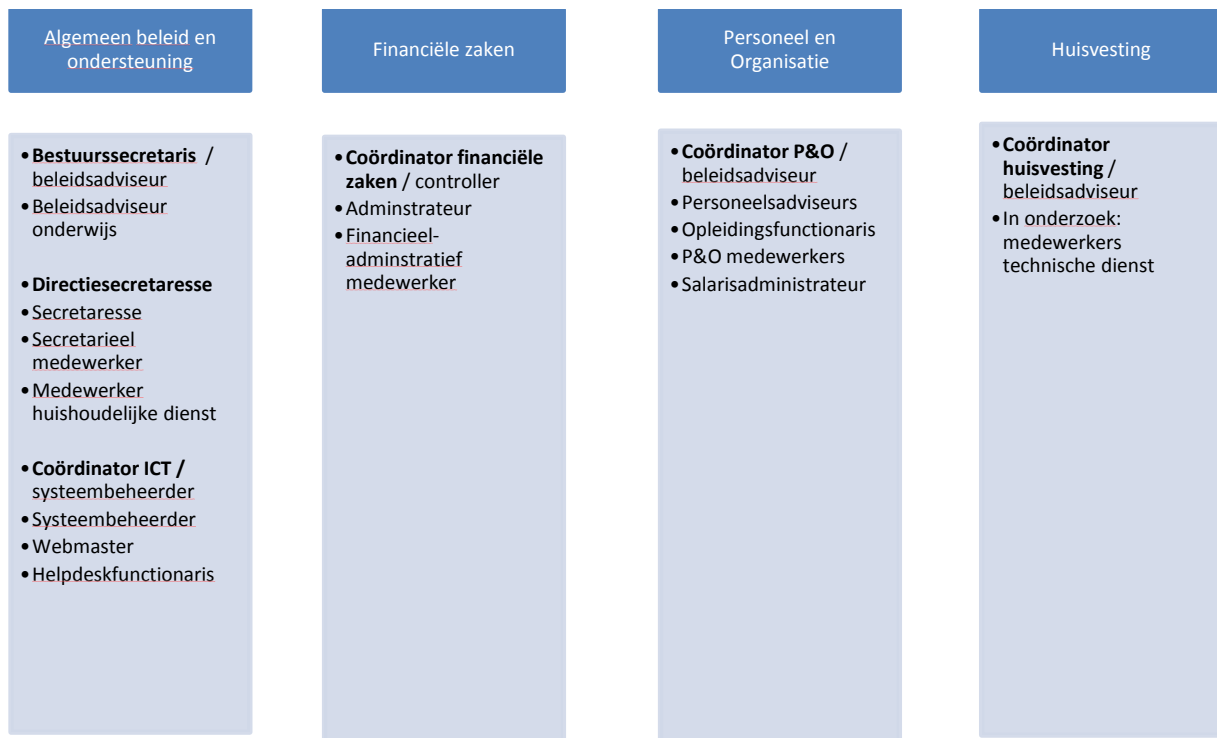 Algemeen beleid en
ondersteuning
Financiële zaken
Personeel en
Organisatie
Huisvesting
•Bestuurssecretaris /
beleidsadviseur
•Beleidsadviseur
onderwijs
•Directiesecretaresse
•Secretaresse
•Secretarieel
medewerker
•Medewerker
huishoudelijke dienst
•Coördinator ICT /
systeembeheerder
•Systeembeheerder
•Webmaster
•Helpdeskfunctionaris
•Coördinator financiële
zaken / controller
•Adminstrateur
•Financieel-
adminstratief
medewerker
•Coördinator P&O /
beleidsadviseur
•Personeelsadviseurs
•Opleidingsfunctionaris
•P&O medewerkers
•Salarisadministrateur
•Coördinator
huisvesting /
beleidsadviseur
•In onderzoek:
medewerkers
technische dienst